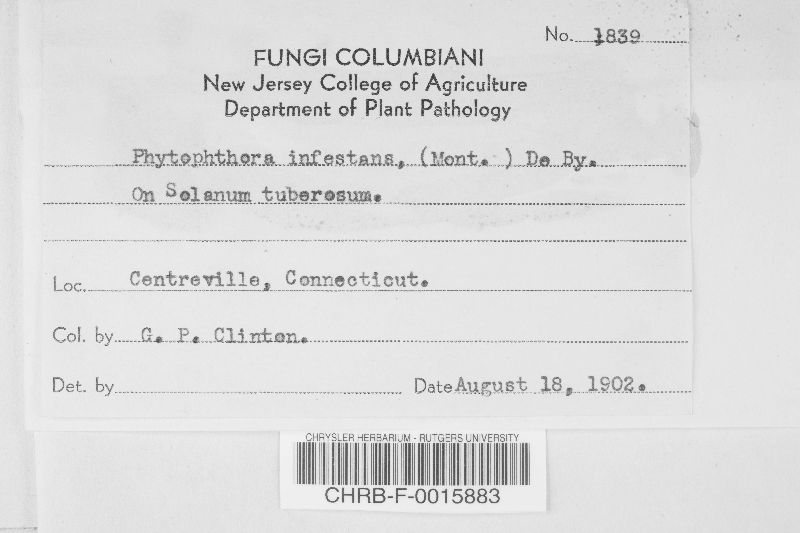 No. 1839
FUNGI COLUMBIANI
New Jersey College of Agriculture
Department of Plant Pathology
Phytophthora infestans, (Mont. ) De By.
On Solanum tuberosum.
Loc. Centreville, Connecticut.
Col. by G. P. Clinton.
Det. by Date August 18, 1902.
CHRYSLER HERBARIUM - RUTGERS UNIVERSITY
CHRB-F-0015883